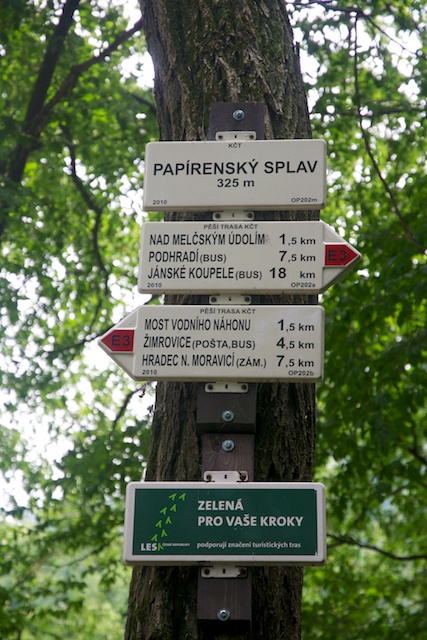 KČT
PAPÍRENSKÝ SPLAV
325 m
2010 OP202m
PĚŠÍ TRASA KČT
NAD MELČSKÝM ÚDOLÍM 1,5 km
PODHRADÍ (BUS) 7,5 km
JÁNSKÉ KOUPELE (BUS) 18 km
E3
2010 OP202a
PĚŠÍ TRASA KČT
MOST VODNÍHO NÁHONU 1,5 km
ŽIMROVICE (POŠTA,BUS) 4,5 km
HRADEC N. MORAVICÍ (ZÁM.) 7,5 km
E3
2010 OP202b
ZELENÁ
PRO VAŠE KROKY
LESY ČESKÉ REPUBLIKY podporují značení turistických tras